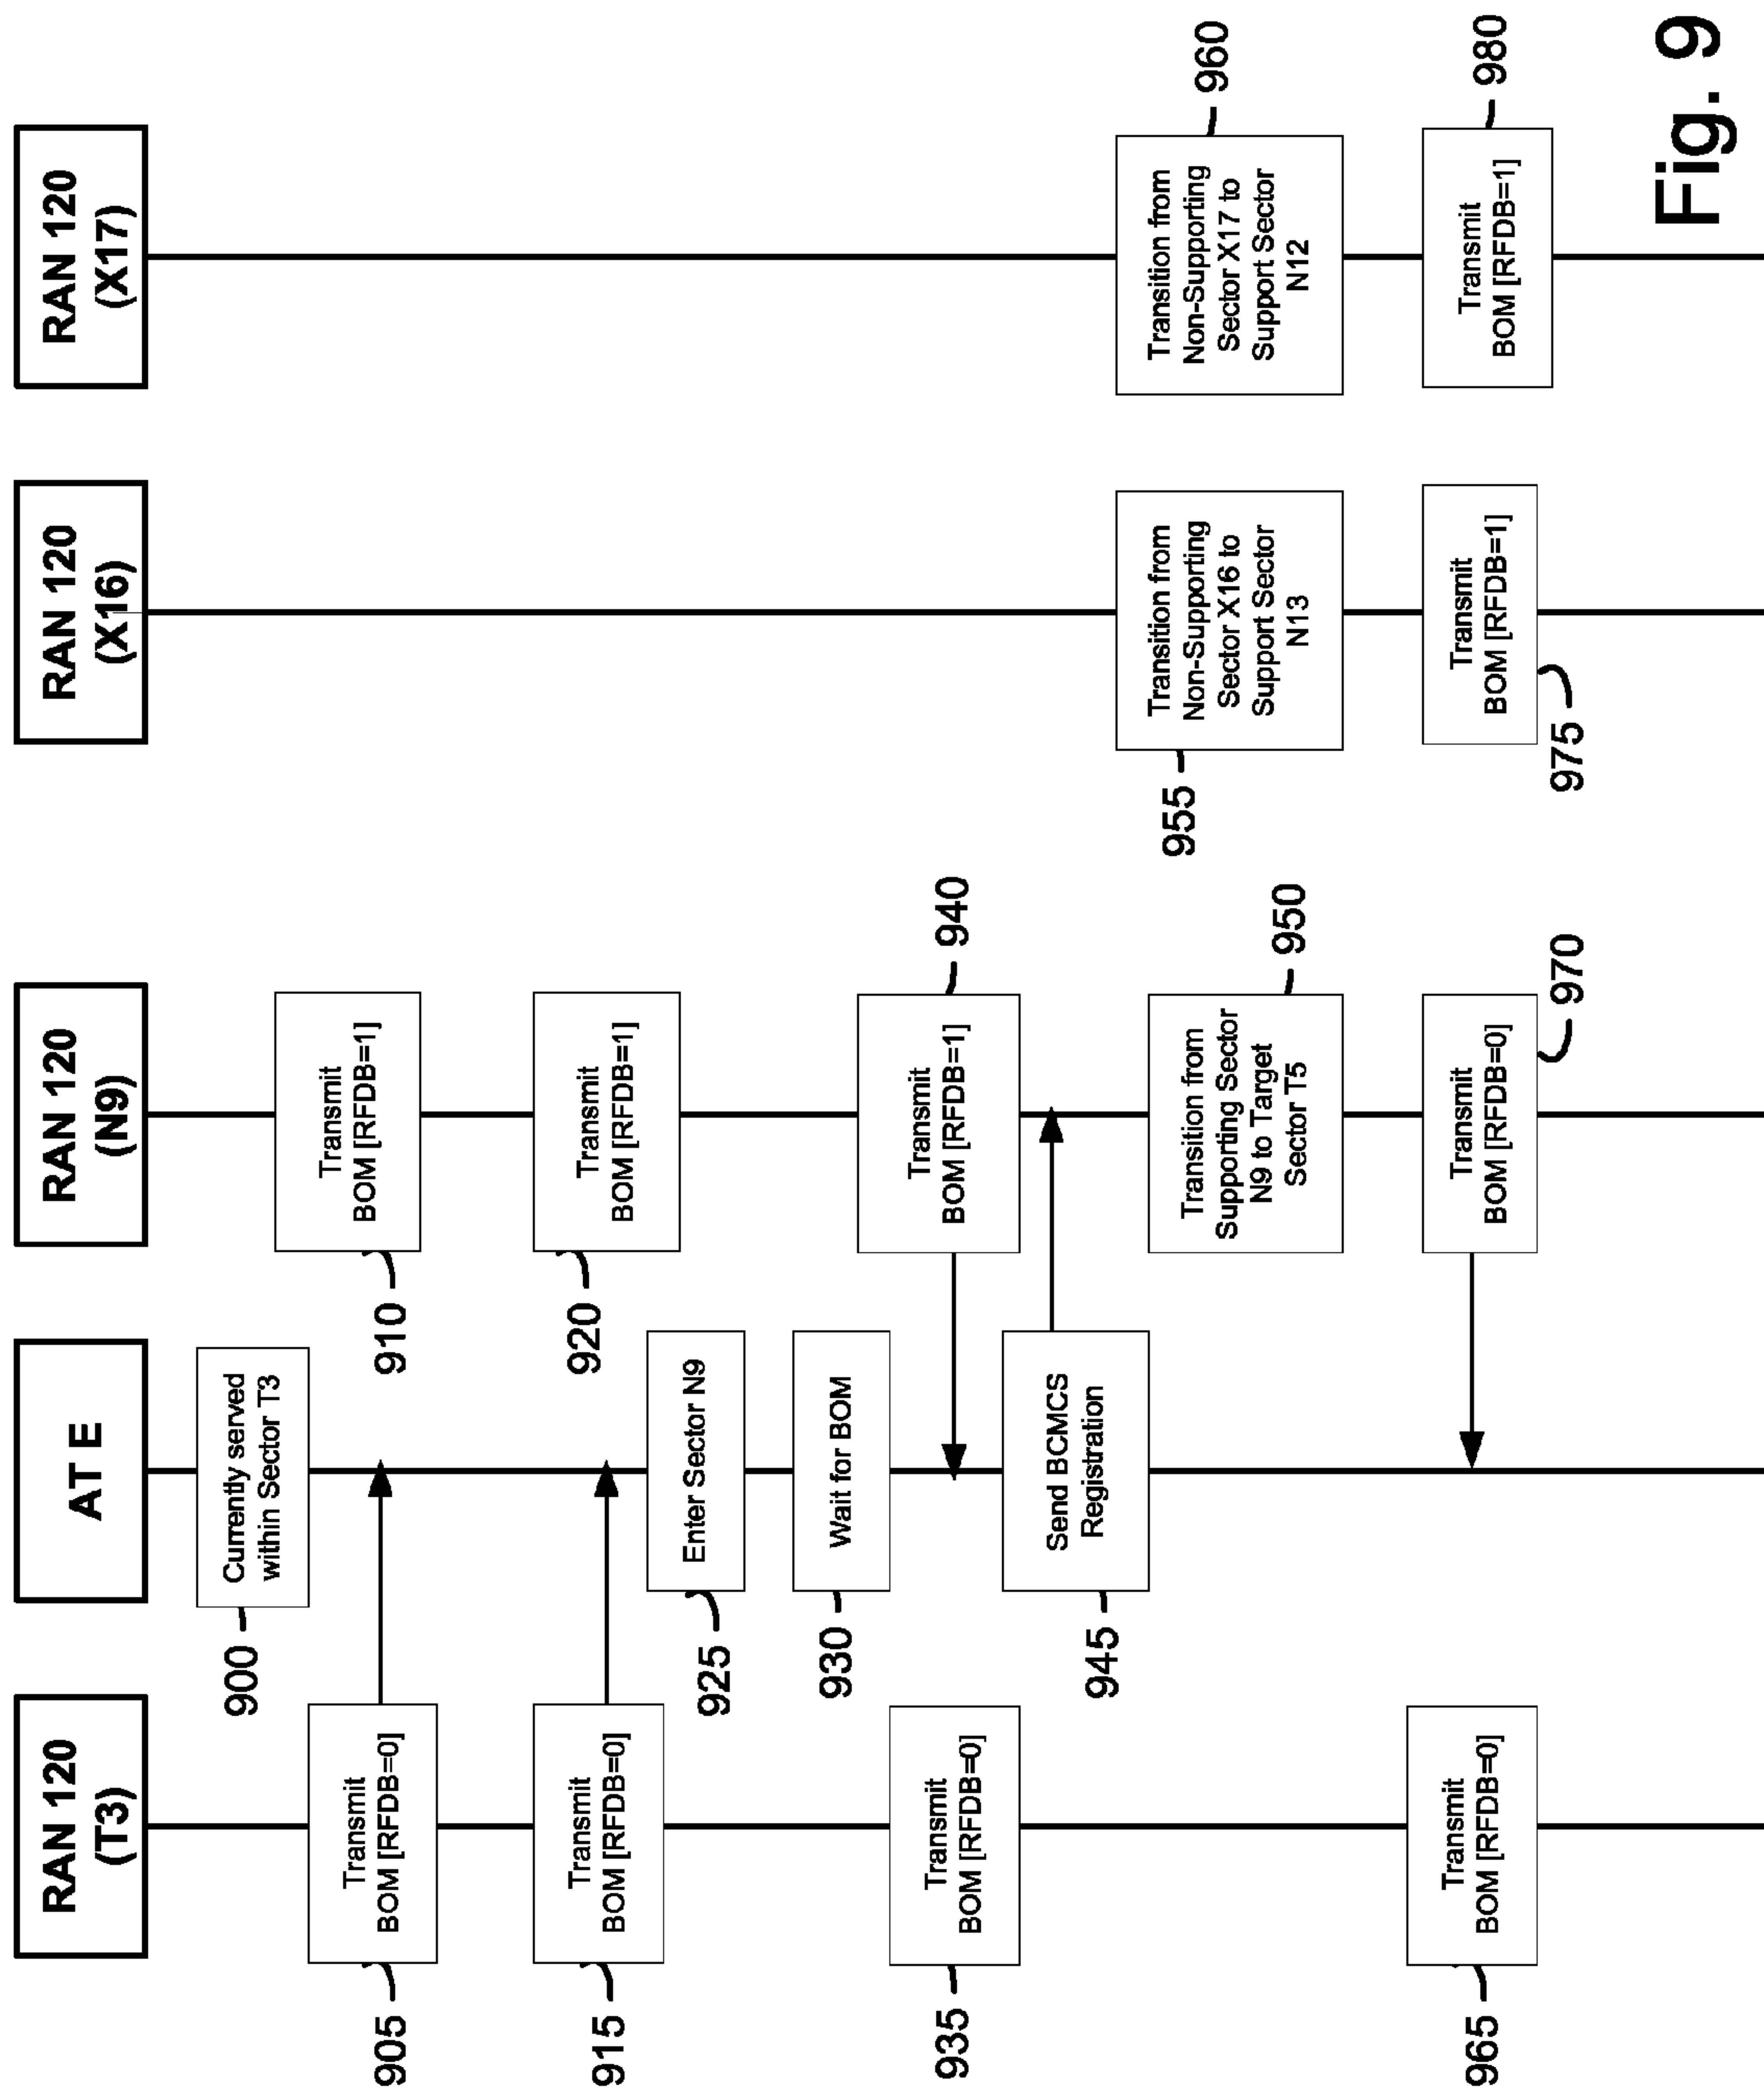 RAN 120
(T3)
AT E
RAN 120
(N9)
RAN 120
(X16)
RAN 120
(X17)
900
Currently served
within Sector T3
905
Transmit
BOM [RFDB=0]
910
Transmit
BOM [RFDB=1]
915
Transmit
BOM [RFDB=0]
920
Transmit
BOM [RFDB=1]
925
Enter Sector N9
930
Wait for BOM
935
Transmit
BOM [RFDB=0]
940
Transmit
BOM [RFDB=1]
945
Send BCMCS
Registration
950
Transition from
Supporting Sector
N9 to Target
Sector T5
955
Transition from
Non-Supporting
Sector X16 to
Support Sector
N13
960
Transition from
Non-Supporting
Sector X17 to
Support Sector
N12
965
Transmit
BOM [RFDB=0]
970
Transmit
BOM [RFDB=0]
975
Transmit
BOM [RFDB=1]
980
Transmit
BOM [RFDB=1]
Fig. 9